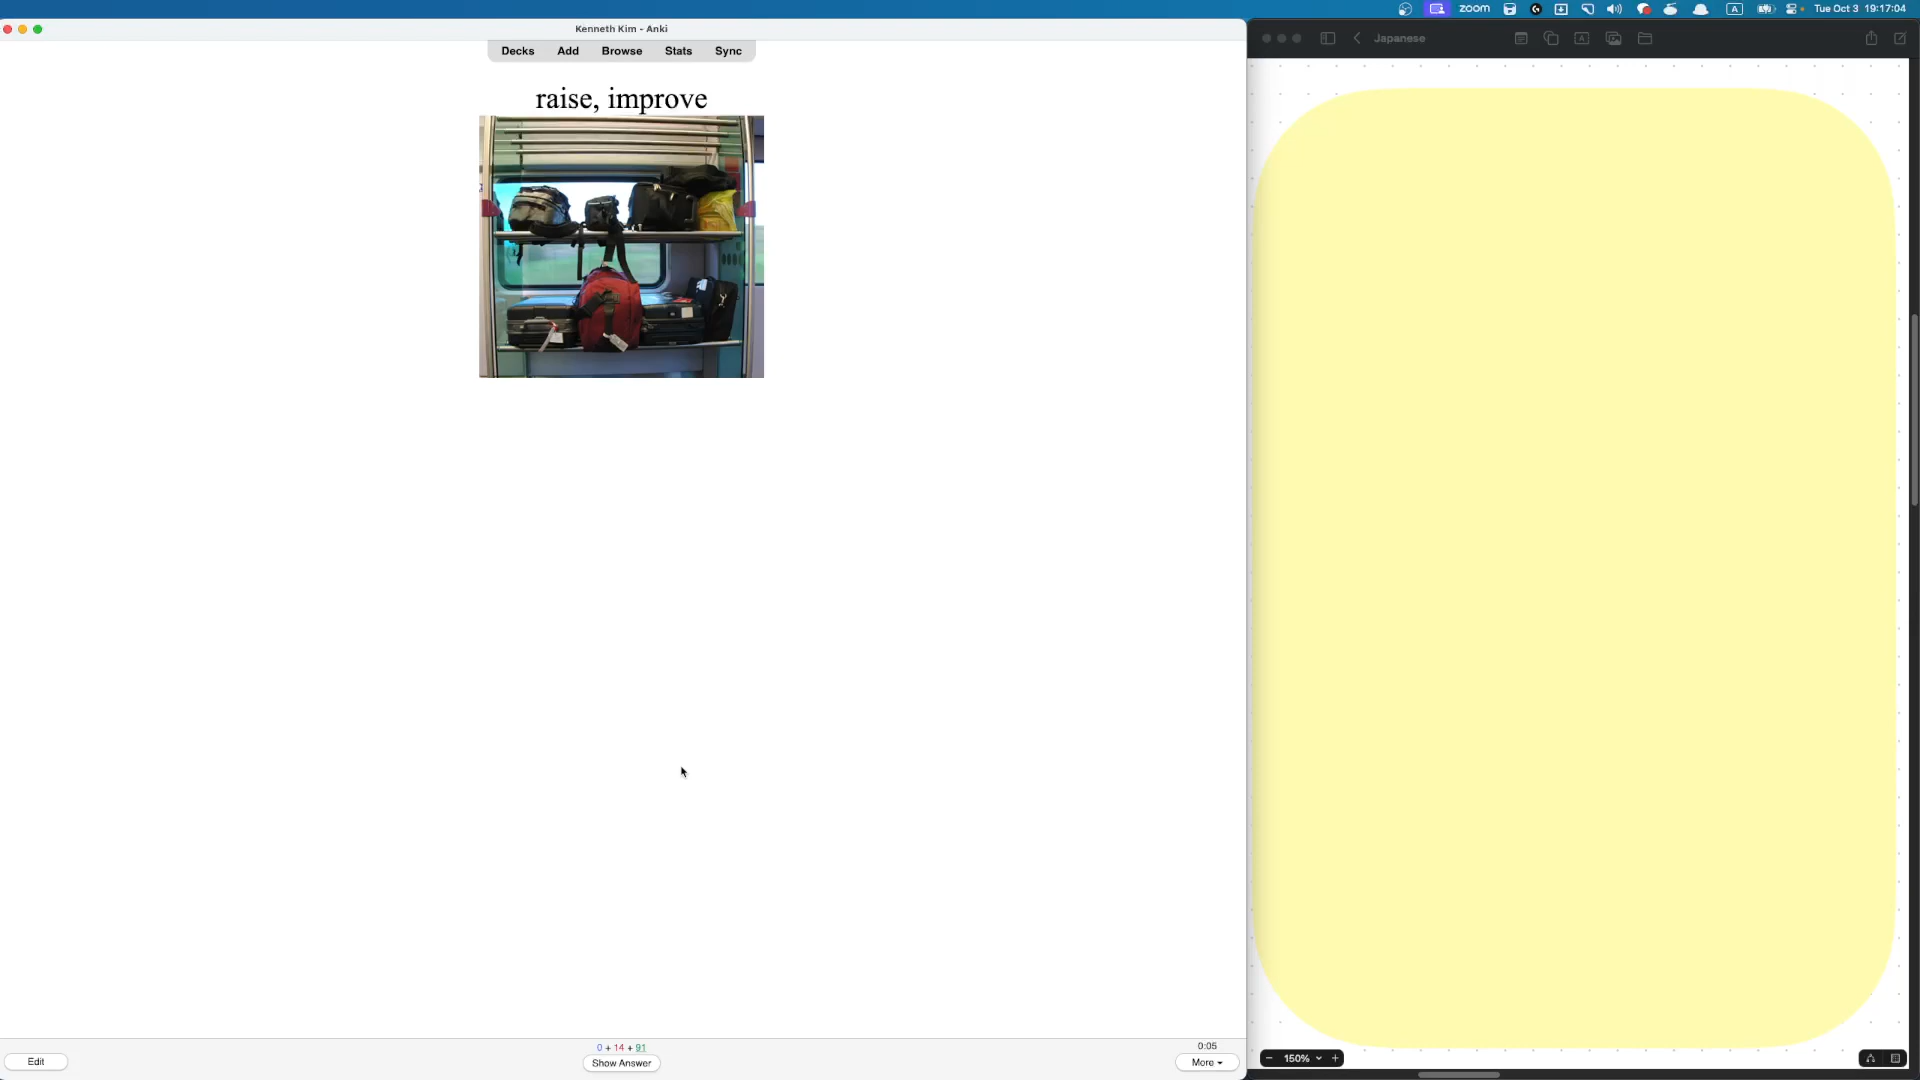 zoom
A
Tue Oct 3 19:17:04
Kenneth Kim - Anki
Japanese
Decks Add Browse Stats Sync
raise, improve
0 + 14 + 91
0:05
Edit
Show Answer
More
150%